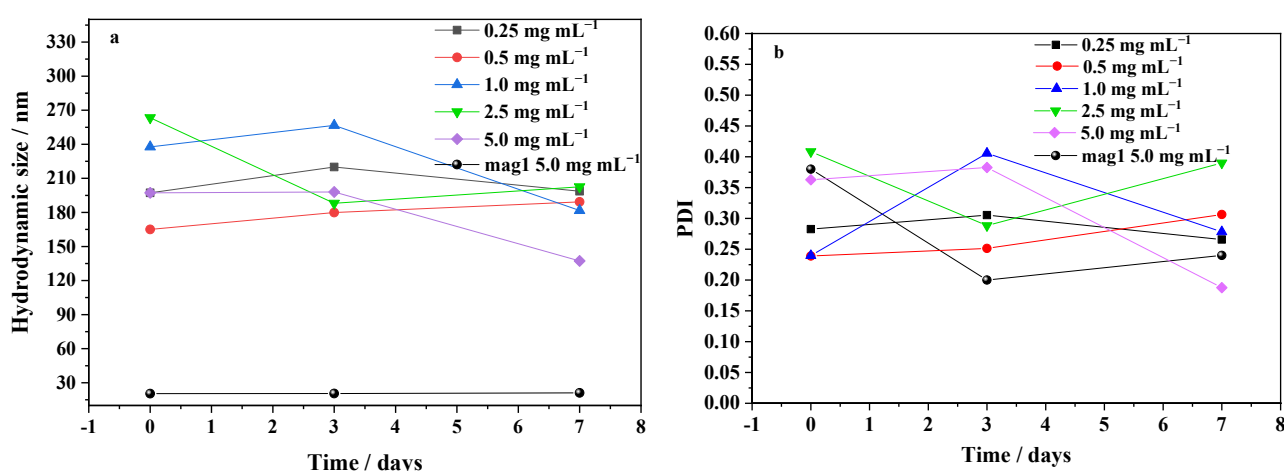 a
0.25 mg mL⁻¹
0.5 mg mL⁻¹
1.0 mg mL⁻¹
2.5 mg mL⁻¹
5.0 mg mL⁻¹
mag1 5.0 mg mL⁻¹
Hydrodynamic size / nm
330
300
270
240
210
180
150
120
90
60
30
-1 0 1 2 3 4 5 6 7 8
Time / days
b
0.25 mg mL⁻¹
0.5 mg mL⁻¹
1.0 mg mL⁻¹
2.5 mg mL⁻¹
5.0 mg mL⁻¹
mag1 5.0 mg mL⁻¹
PDI
0.60
0.55
0.50
0.45
0.40
0.35
0.30
0.25
0.20
0.15
0.10
0.05
0.00
-1 0 1 2 3 4 5 6 7 8
Time / days